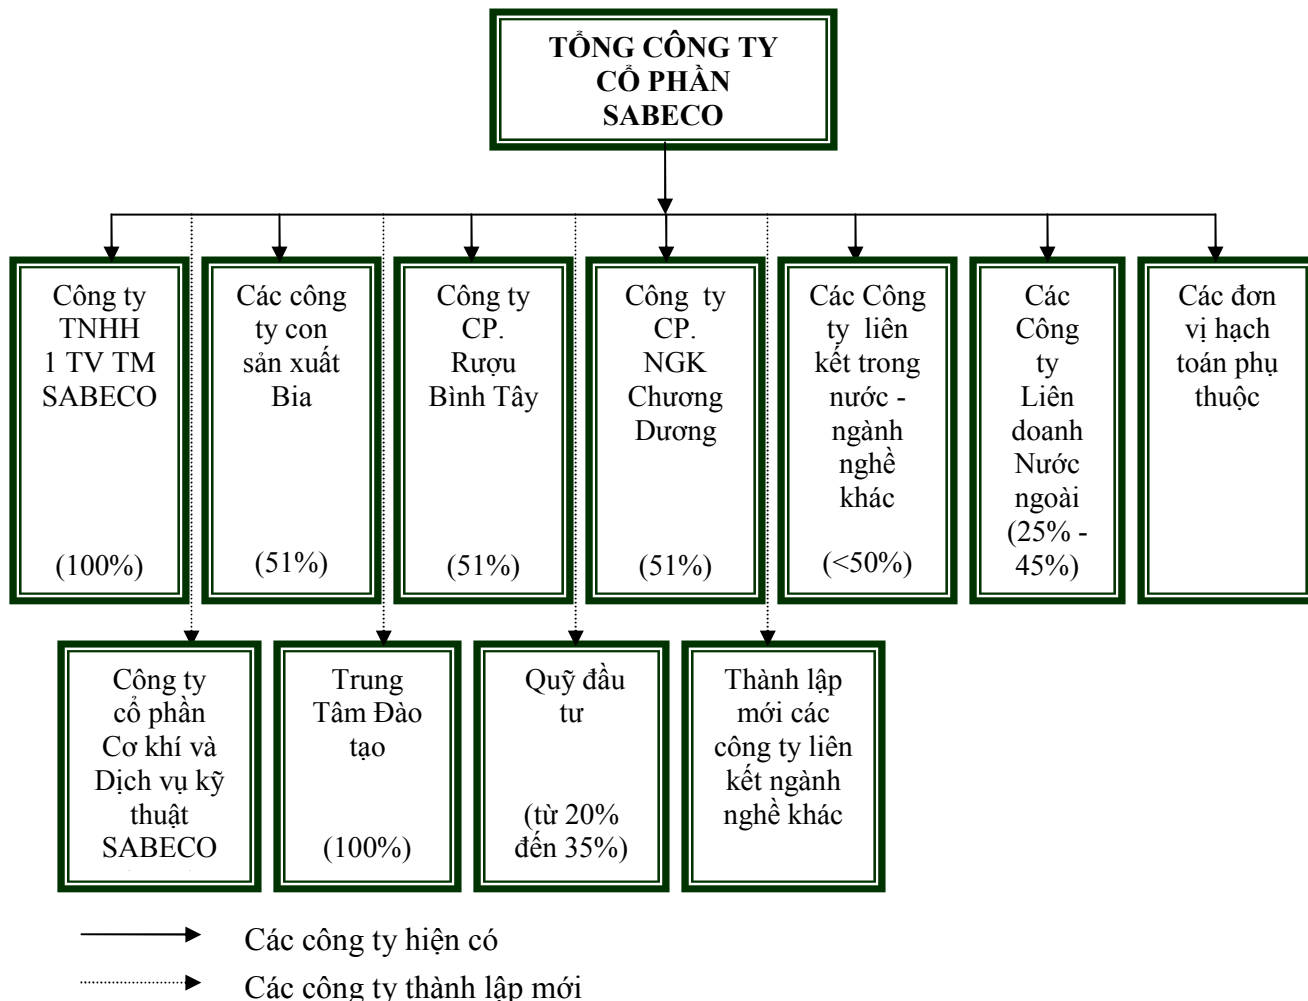 TỔNG CÔNG TY
CỔ PHẦN
SABECO
Công ty
TNHH
1 TV TM
SABECO
(100%)
Các công
ty con
sản xuất
Bia
(51%)
Công ty
CP.
Rượu
Bình Tây
(51%)
Công ty
CP.
NGK
Chương
Dương
(51%)
Các Công
ty liên
kết trong
nước -
ngành
nghề
khác
(<50%)
Các
Công
ty
Liên
doanh
Nước
ngoài
(25% -
45%)
Các đơn
vị hạch
toán phụ
thuộc
Công ty
cổ phần
Cơ khí và
Dịch vụ kỹ
thuật
SABECO
Trung
Tâm Đào
tạo
(100%)
Quỹ đầu
tư
(từ 20%
đến 35%)
Thành lập
mới các
công ty liên
kết ngành
nghề khác
Các công ty hiện có
Các công ty thành lập mới